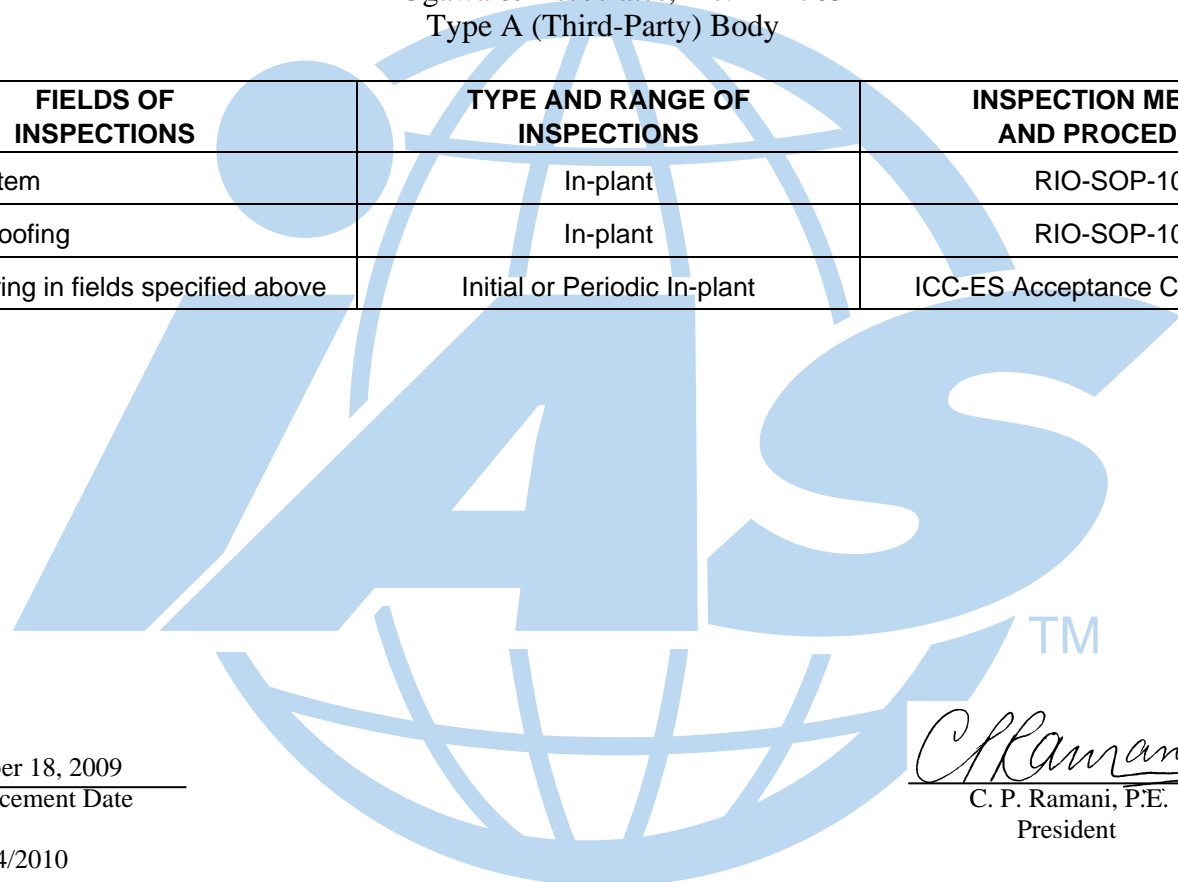 Type A (Third-Party) Body
FIELDS OF INSPECTIONS
TYPE AND RANGE OF INSPECTIONS
INSPECTION ME
AND PROCED
tem
In-plant
RIO-SOP-10
oofing
In-plant
RIO-SOP-10
ing in fields specified above
Initial or Periodic In-plant
ICC-ES Acceptance C
IAS
TM
er 18, 2009
cement Date
C. P. Ramani, P.E.
President
4/2010